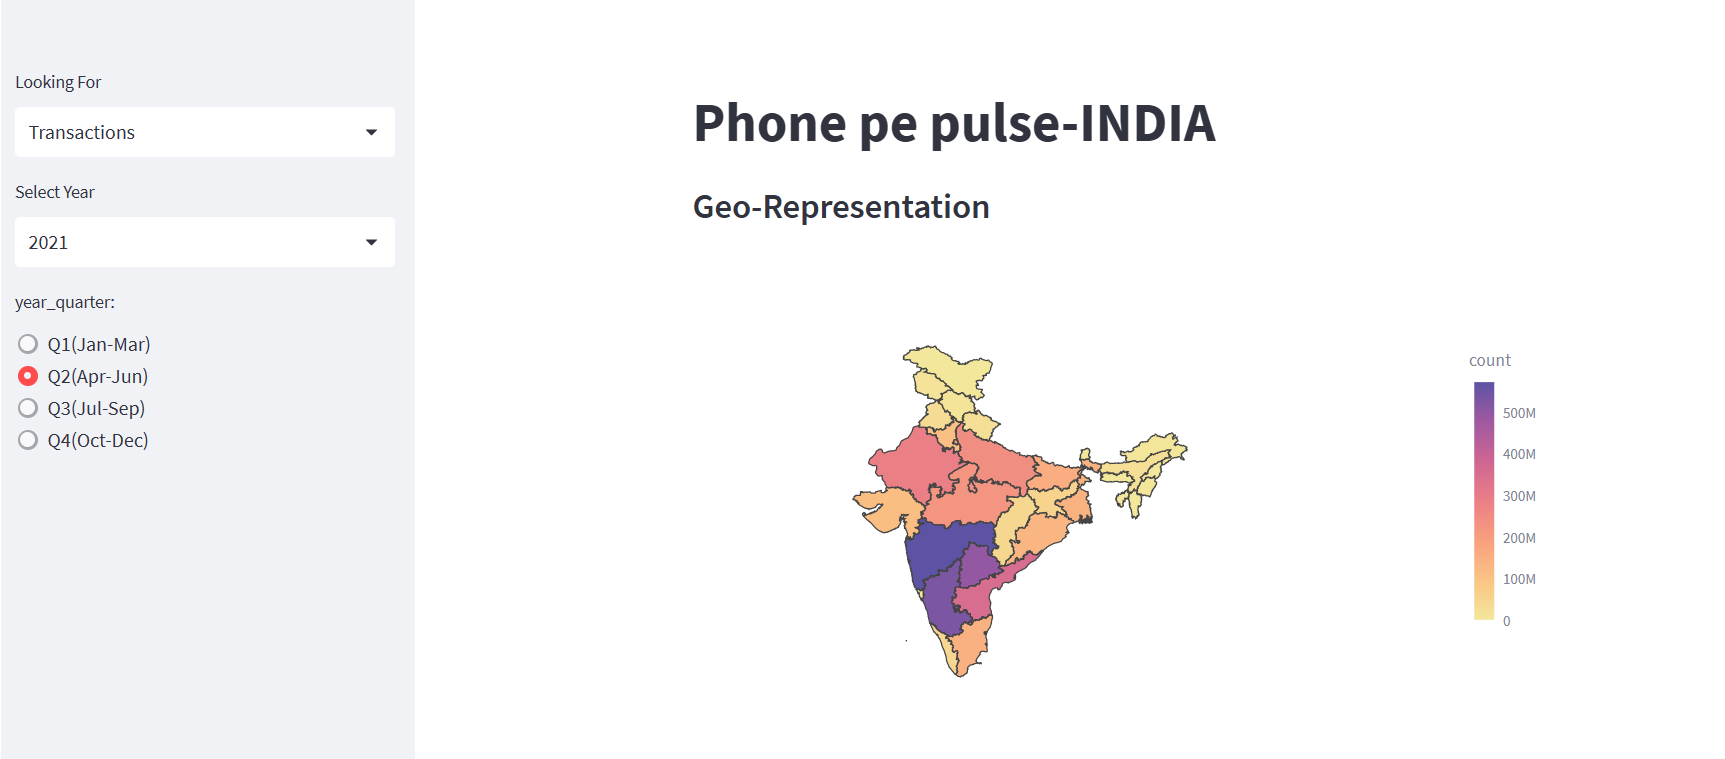 Looking For
Transactions
Select Year
2021
year_quarter:
Q1(Jan-Mar)
Q2(Apr-Jun)
Q3(Jul-Sep)
Q4(Oct-Dec)
Phone pe pulse-INDIA
Geo-Representation
count
500M
400M
300M
200M
100M
0